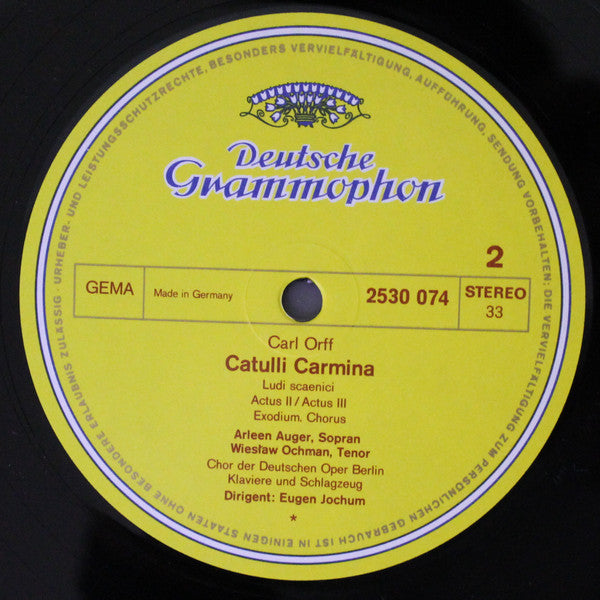 URHEBER- UND LEISTUNGSSCHUTZRECHTE, BESONDERS VERVIELFÄLTIGUNG, AUFFÜHRUNG, SENDUNG VORBEHALTEN; DIE VERVIELFÄLTIGUNG ZUM PERSÖNLICHEN GEBRAUCH IST IN EINIGEN STAATEN OHNE BESONDERE ERLAUBNIS ZULÄSSIG ·
Deutsche
Grammophon
2
GEMA
Made in Germany
2530 074
STEREO
33
Carl Orff
Catulli Carmina
Ludi scaenici
Actus II / Actus III
Exodium. Chorus
Arleen Auger, Sopran
Wiesław Ochman, Tenor
Chor der Deutschen Oper Berlin
Klaviere und Schlagzeug
Dirigent: Eugen Jochum
*